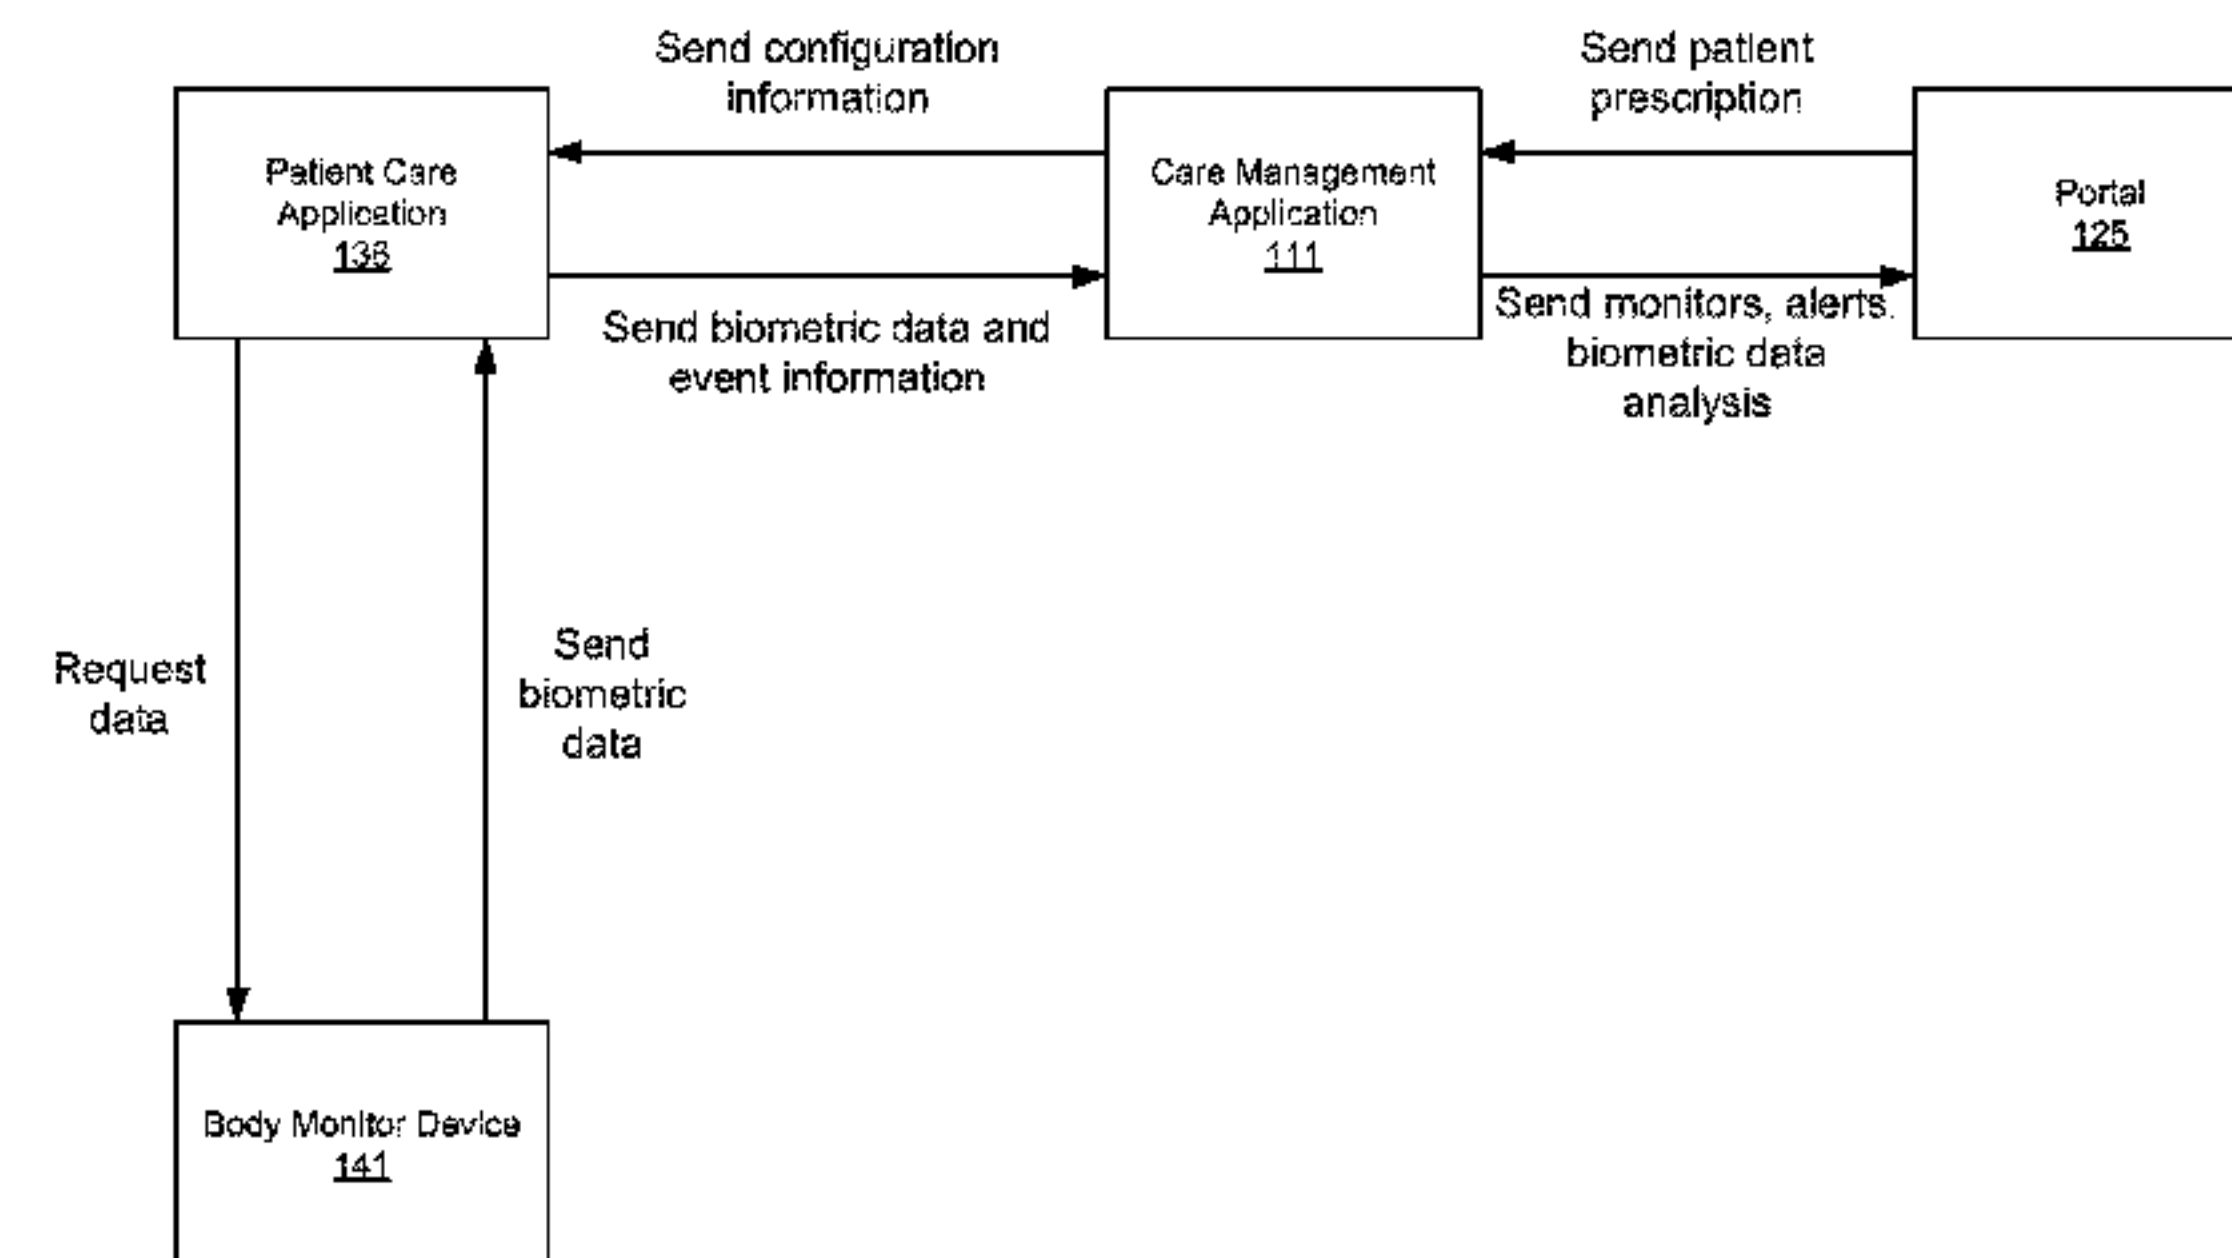 Send configuration
information
Send patient
prescription
Patient Care
Application
136
Care Management
Application
111
Portal
125
Send biometric data and
event information
Send monitors, alerts,
biometric data
analysis
Request
data
Send
biometric
data
Body Monitor Device
141